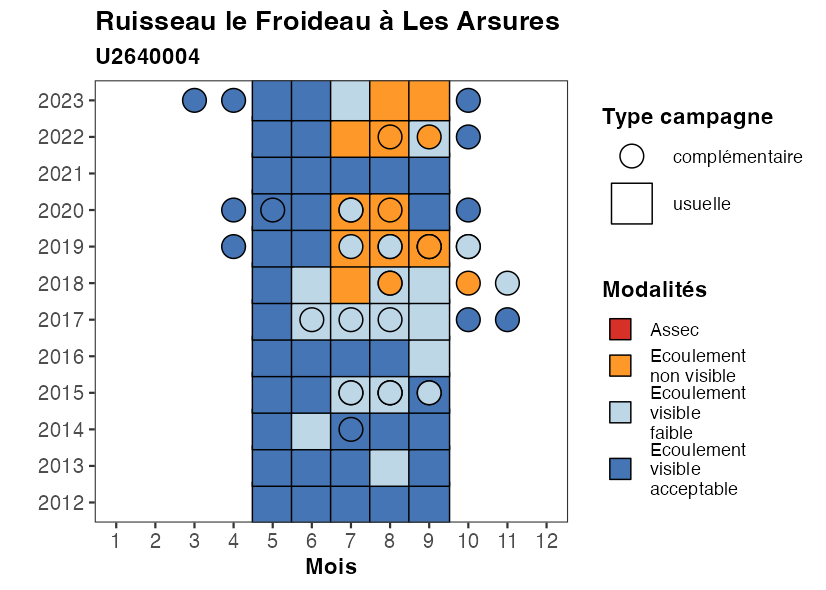 Ruisseau le Froideau à Les Arsures
U2640004
2023
2022
2021
2020
2019
2018
2017
2016
2015
2014
2013
2012
1 2 3 4 5 6 7 8 9 10 11 12
Mois
Type campagne
complémentaire
usuelle
Modalités
Assec
Ecoulement
non visible
Ecoulement
visible
faible
Ecoulement
visible
acceptable